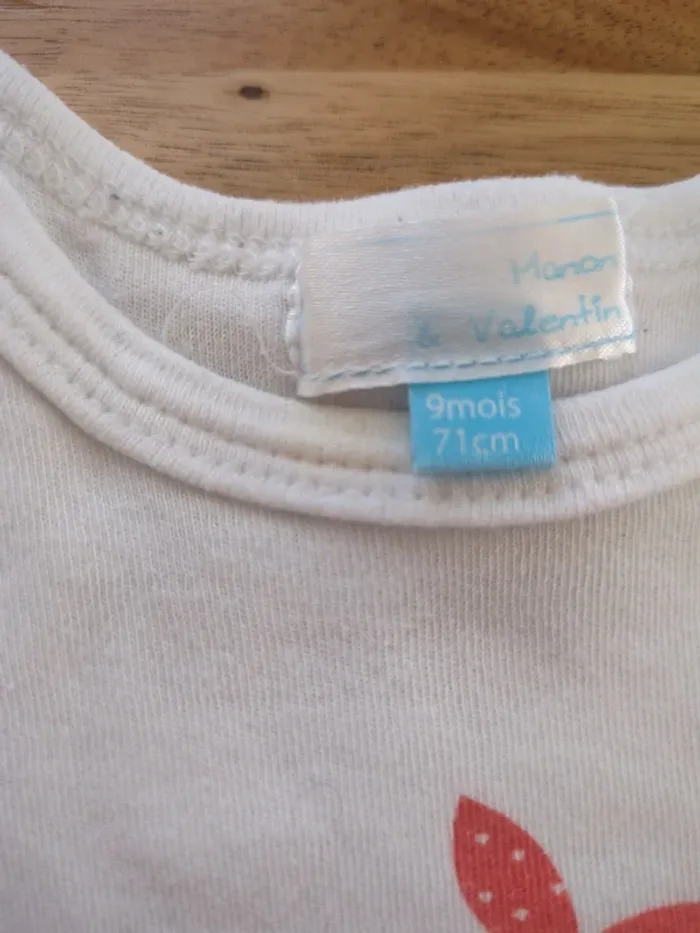 Manon
& Valentin
9mois
71cm